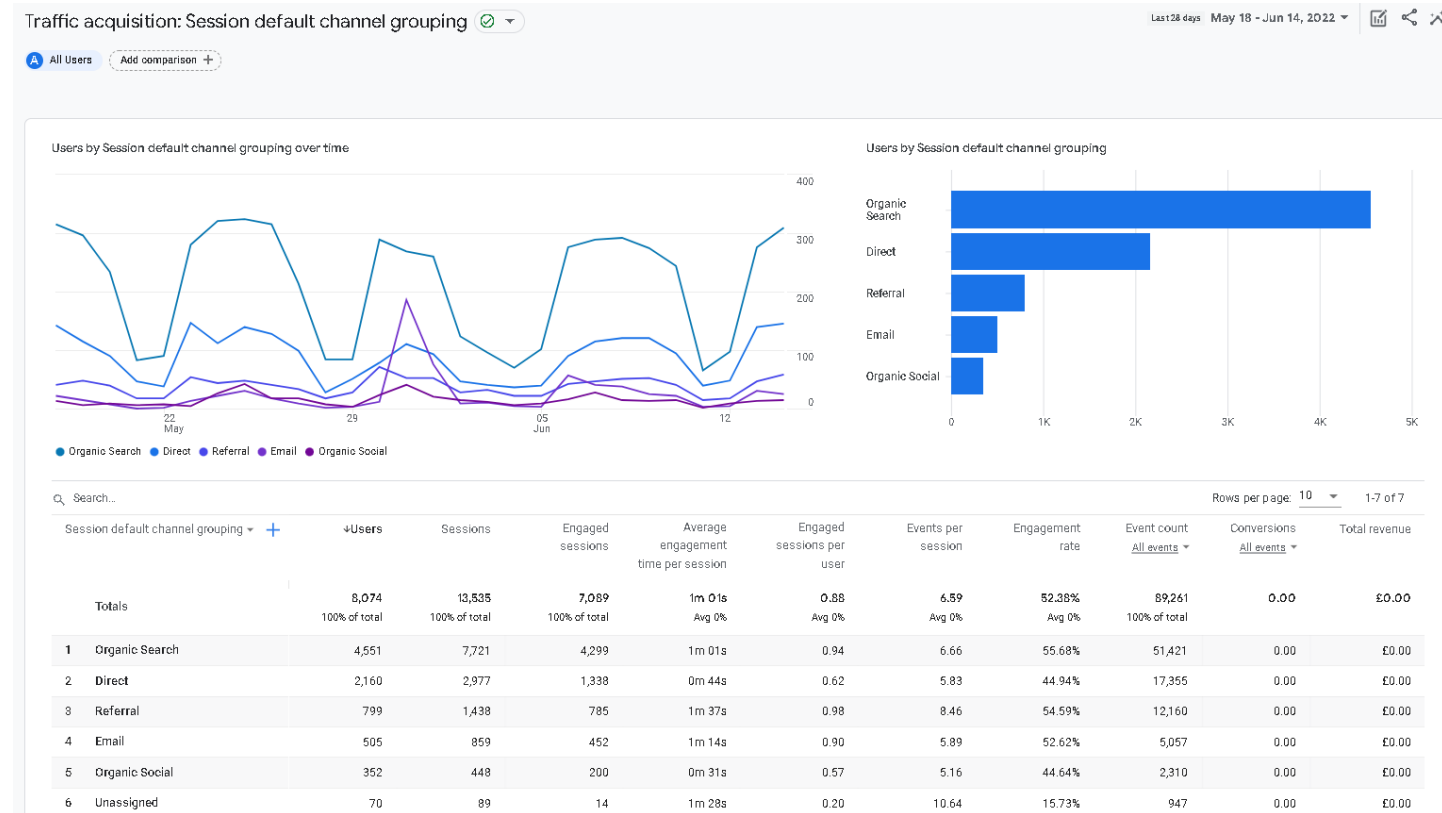 Traffic acquisition: Session default channel grouping
Last 28 days May 18 - Jun 14, 2022
A All Users Add comparison +
Users by Session default channel grouping over time
400
300
200
100
0
22 May
29
05 Jun
12
Organic Search Direct Referral Email Organic Social
Users by Session default channel grouping
Organic Search
Direct
Referral
Email
Organic Social
0 1K 2K 3K 4K 5K
Search...
Rows per page: 10 1-7 of 7
Session default channel grouping + ↓Users Sessions Engaged sessions Average engagement time per session Engaged sessions per user Events per session Engagement rate Event count All events Conversions All events Total revenue
Totals 8,074 13,535 7,089 1m 01s 0.88 6.59 52.38% 89,261 0.00 £0.00
100% of total 100% of total 100% of total Avg 0% Avg 0% Avg 0% Avg 0% 100% of total
1 Organic Search 4,551 7,721 4,299 1m 01s 0.94 6.66 55.68% 51,421 0.00 £0.00
2 Direct 2,160 2,977 1,338 0m 44s 0.62 5.83 44.94% 17,355 0.00 £0.00
3 Referral 799 1,438 785 1m 37s 0.98 8.46 54.59% 12,160 0.00 £0.00
4 Email 505 859 452 1m 14s 0.90 5.89 52.62% 5,057 0.00 £0.00
5 Organic Social 352 448 200 0m 31s 0.57 5.16 44.64% 2,310 0.00 £0.00
6 Unassigned 70 89 14 1m 28s 0.20 10.64 15.73% 947 0.00 £0.00